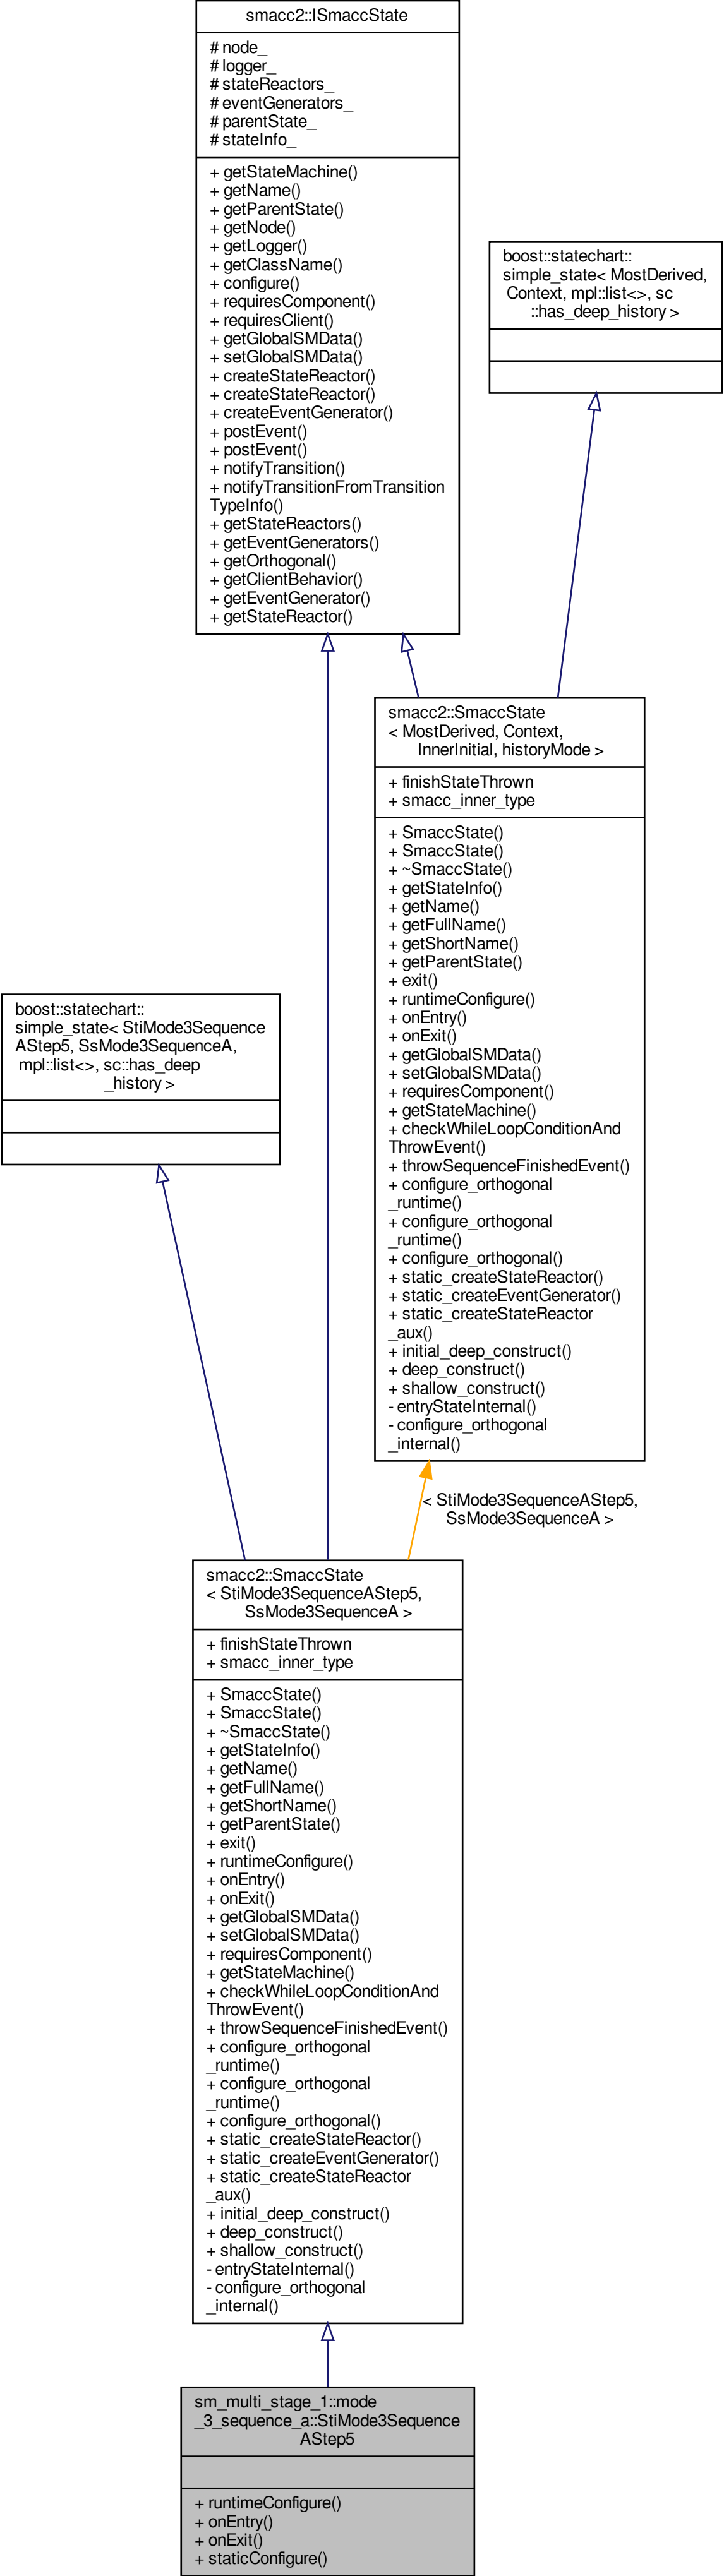 smacc2::ISmaccState
# node_
# logger_
# stateReactors_
# eventGenerators_
# parentState_
# stateInfo_
+ getStateMachine()
+ getName()
+ getParentState()
+ getNode()
+ getLogger()
+ getClassName()
+ configure()
+ requiresComponent()
+ requiresClient()
+ getGlobalSMData()
+ setGlobalSMData()
+ createStateReactor()
+ createStateReactor()
+ createEventGenerator()
+ postEvent()
+ postEvent()
+ notifyTransition()
+ notifyTransitionFromTransition
TypeInfo()
+ getStateReactors()
+ getEventGenerators()
+ getOrthogonal()
+ getClientBehavior()
+ getEventGenerator()
+ getStateReactor()
boost::statechart::
simple_state< MostDerived,
Context, mpl::list<>, sc
::has_deep_history >
smacc2::SmaccState
< MostDerived, Context,
InnerInitial, historyMode >
+ finishStateThrown
+ smacc_inner_type
+ SmaccState()
+ SmaccState()
+ ~SmaccState()
+ getStateInfo()
+ getName()
+ getFullName()
+ getShortName()
+ getParentState()
+ exit()
+ runtimeConfigure()
+ onEntry()
+ onExit()
+ getGlobalSMData()
+ setGlobalSMData()
+ requiresComponent()
+ getStateMachine()
+ checkWhileLoopConditionAnd
ThrowEvent()
+ throwSequenceFinishedEvent()
+ configure_orthogonal
_runtime()
+ configure_orthogonal
_runtime()
+ configure_orthogonal()
+ static_createStateReactor()
+ static_createEventGenerator()
+ static_createStateReactor
_aux()
+ initial_deep_construct()
+ deep_construct()
+ shallow_construct()
- entryStateInternal()
- configure_orthogonal
_internal()
boost::statechart::
simple_state< StiMode3Sequence
AStep5, SsMode3SequenceA,
mpl::list<>, sc::has_deep
_history >
< StiMode3SequenceAStep5,
SsMode3SequenceA >
smacc2::SmaccState
< StiMode3SequenceAStep5,
SsMode3SequenceA >
+ finishStateThrown
+ smacc_inner_type
+ SmaccState()
+ SmaccState()
+ ~SmaccState()
+ getStateInfo()
+ getName()
+ getFullName()
+ getShortName()
+ getParentState()
+ exit()
+ runtimeConfigure()
+ onEntry()
+ onExit()
+ getGlobalSMData()
+ setGlobalSMData()
+ requiresComponent()
+ getStateMachine()
+ checkWhileLoopConditionAnd
ThrowEvent()
+ throwSequenceFinishedEvent()
+ configure_orthogonal
_runtime()
+ configure_orthogonal
_runtime()
+ configure_orthogonal()
+ static_createStateReactor()
+ static_createEventGenerator()
+ static_createStateReactor
_aux()
+ initial_deep_construct()
+ deep_construct()
+ shallow_construct()
- entryStateInternal()
- configure_orthogonal
_internal()
sm_multi_stage_1::mode
_3_sequence_a::StiMode3Sequence
AStep5
+ runtimeConfigure()
+ onEntry()
+ onExit()
+ staticConfigure()